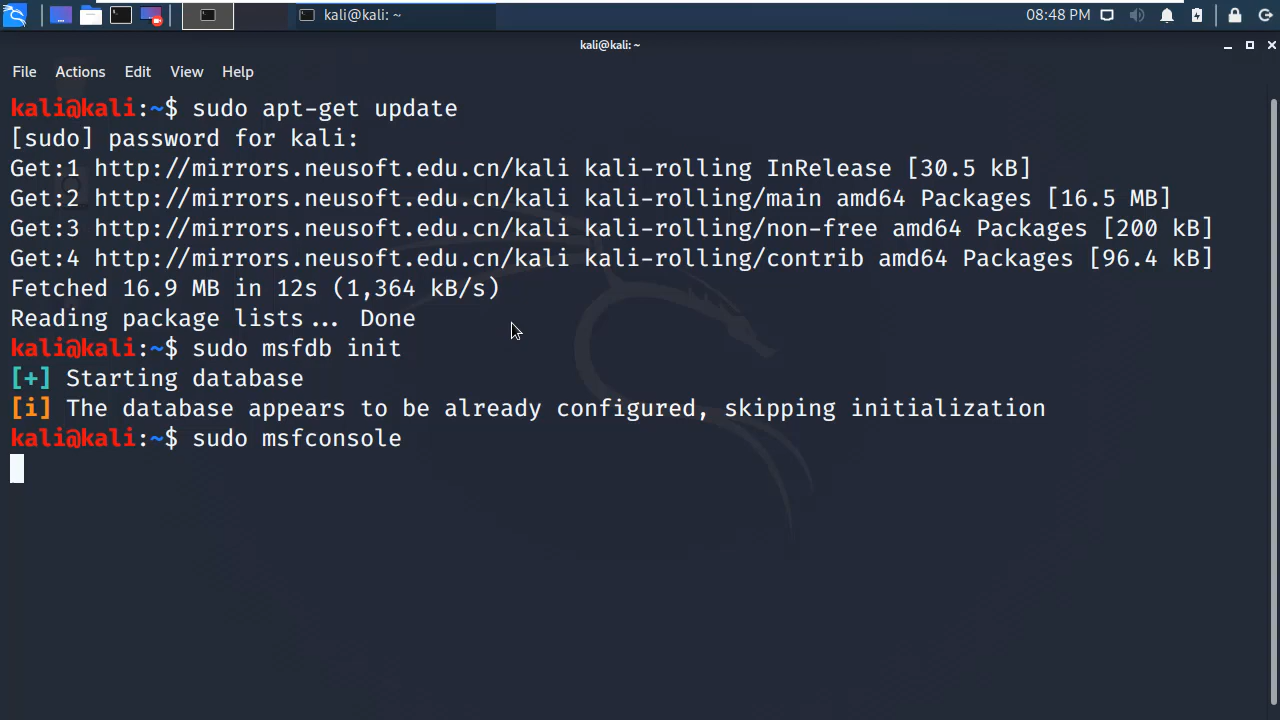 kali@kali: ~
08:48 PM
kali@kali: ~
File Actions Edit View Help
kali@kali:~$ sudo apt-get update
[sudo] password for kali:
Get:1 http://mirrors.neusoft.edu.cn/kali kali-rolling InRelease [30.5 kB]
Get:2 http://mirrors.neusoft.edu.cn/kali kali-rolling/main amd64 Packages [16.5 MB]
Get:3 http://mirrors.neusoft.edu.cn/kali kali-rolling/non-free amd64 Packages [200 kB]
Get:4 http://mirrors.neusoft.edu.cn/kali kali-rolling/contrib amd64 Packages [96.4 kB]
Fetched 16.9 MB in 12s (1,364 kB/s)
Reading package lists... Done
kali@kali:~$ sudo msfdb init
[+] Starting database
[i] The database appears to be already configured, skipping initialization
kali@kali:~$ sudo msfconsole